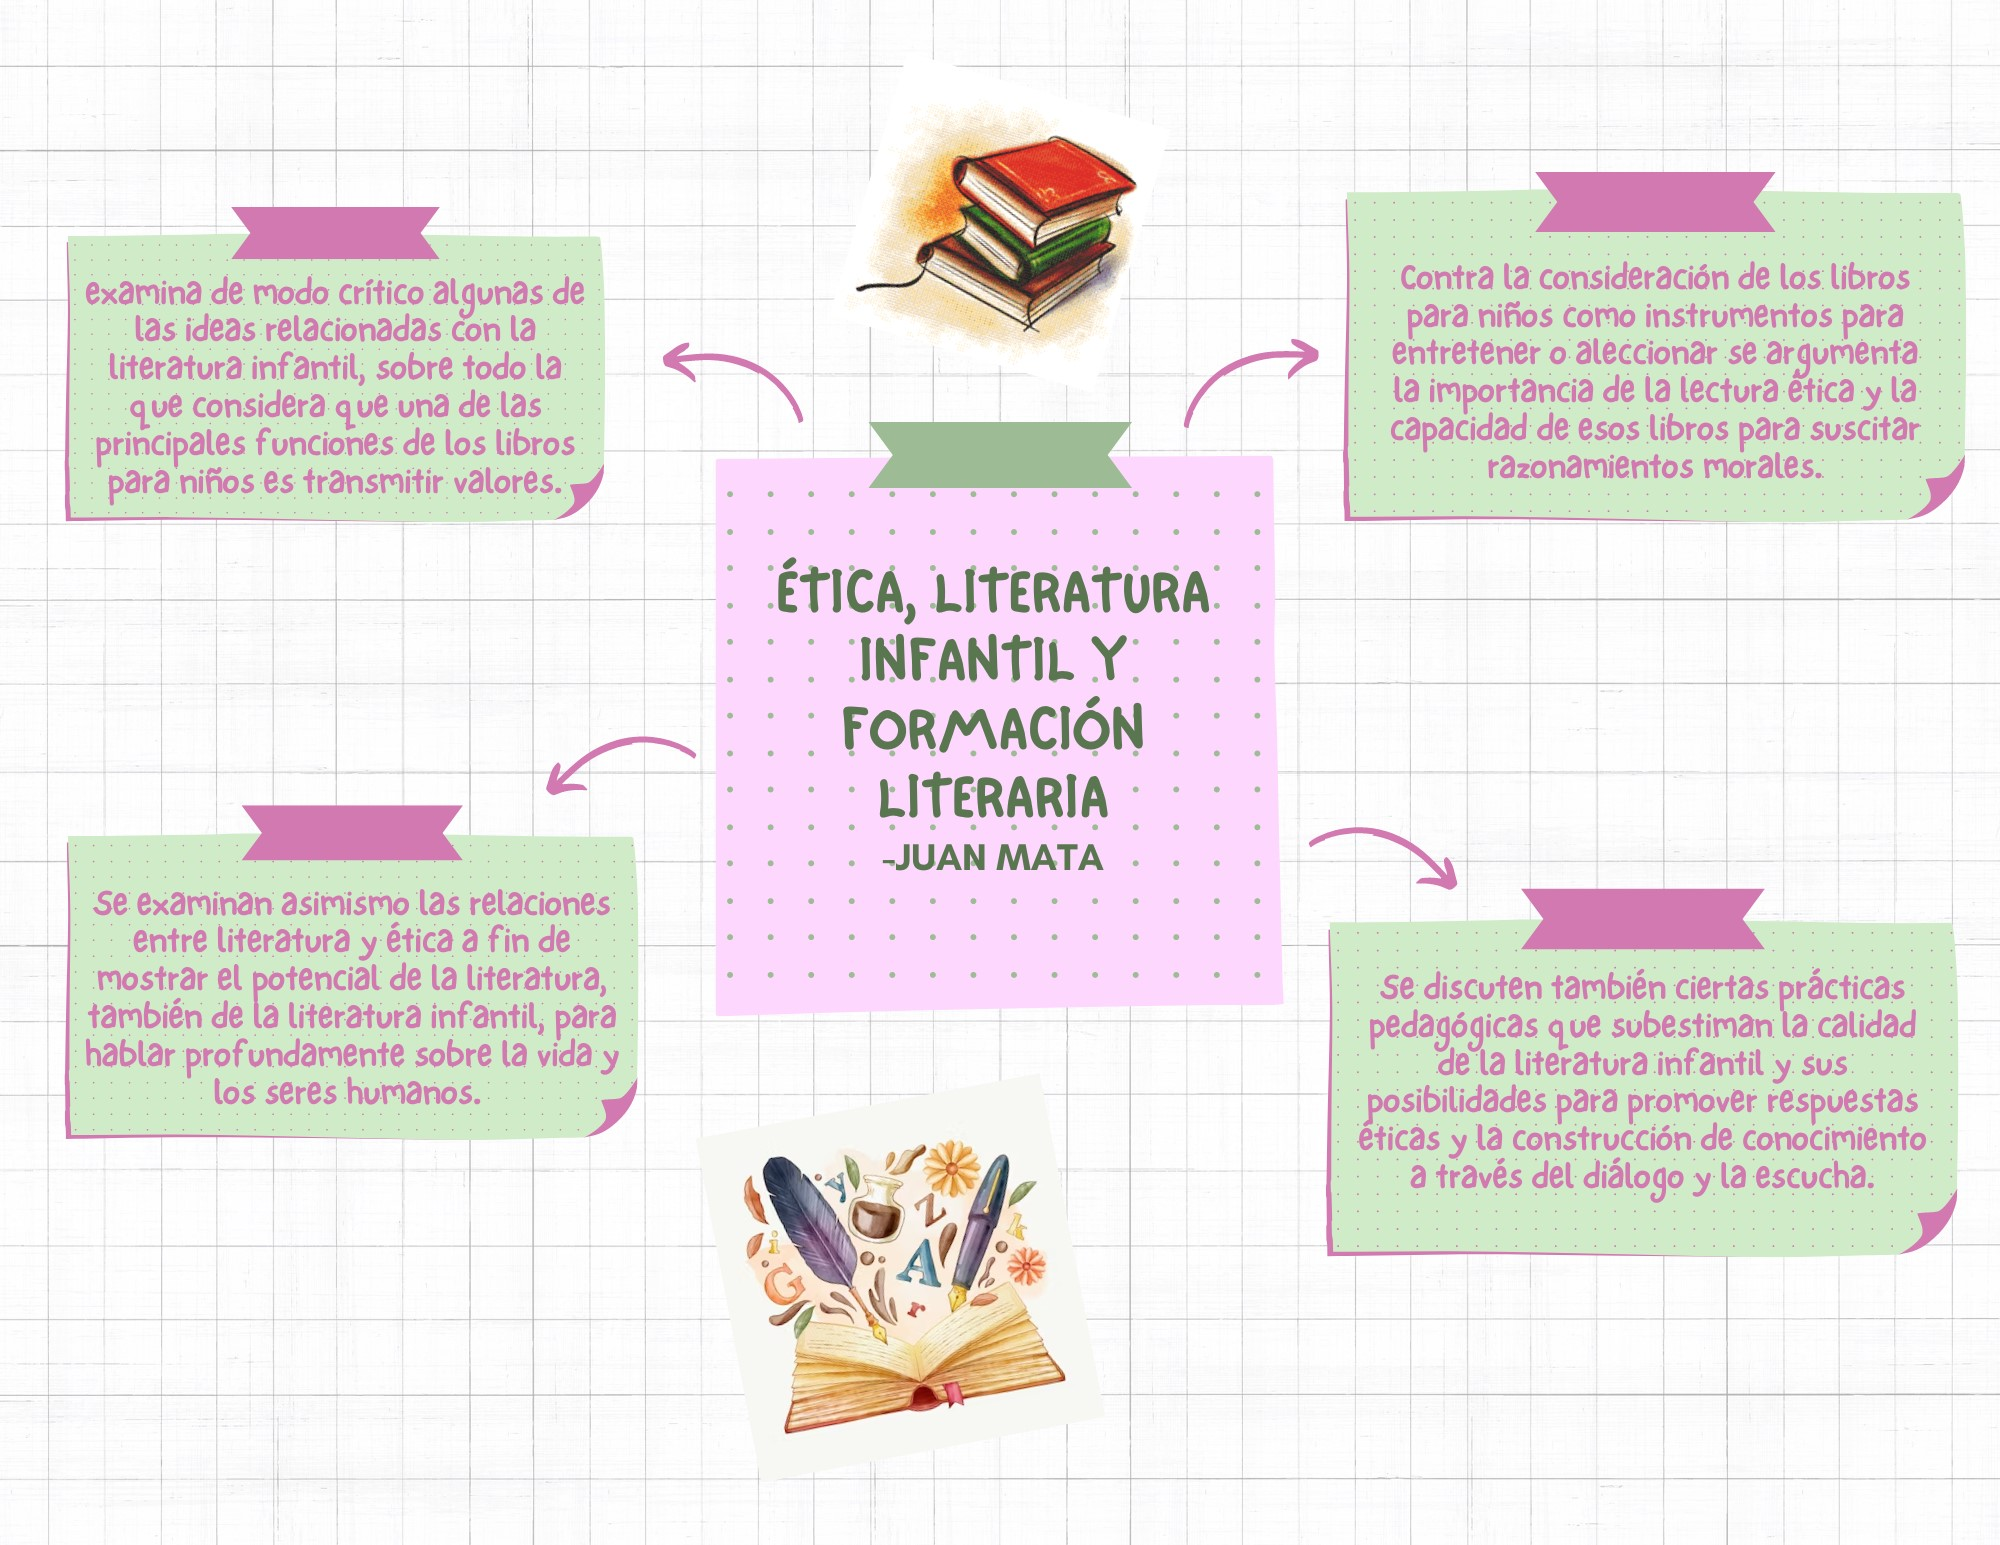 examina de modo crítico algunas de
las ideas relacionadas con la
literatura infantil, sobre todo la
que considera que una de las
principales funciones de los libros
para niños es transmitir valores.
Contra la consideración de los libros
para niños como instrumentos para
entretener o aleccionar se argumenta
la importancia de la lectura ética y la
capacidad de esos libros para suscitar
razonamientos morales.
ÉTICA, LITERATURA
INFANTIL Y
FORMACIÓN
LITERARIA
-JUAN MATA
Se examinan asimismo las relaciones
entre literatura y ética a fin de
mostrar el potencial de la literatura,
también de la literatura infantil, para
hablar profundamente sobre la vida y
los seres humanos.
Se discuten también ciertas prácticas
pedagógicas que subestiman la calidad
de la literatura infantil y sus
posibilidades para promover respuestas
éticas y la construcción de conocimiento
a través del diálogo y la escucha.
y
Z
k
i
G
A
r